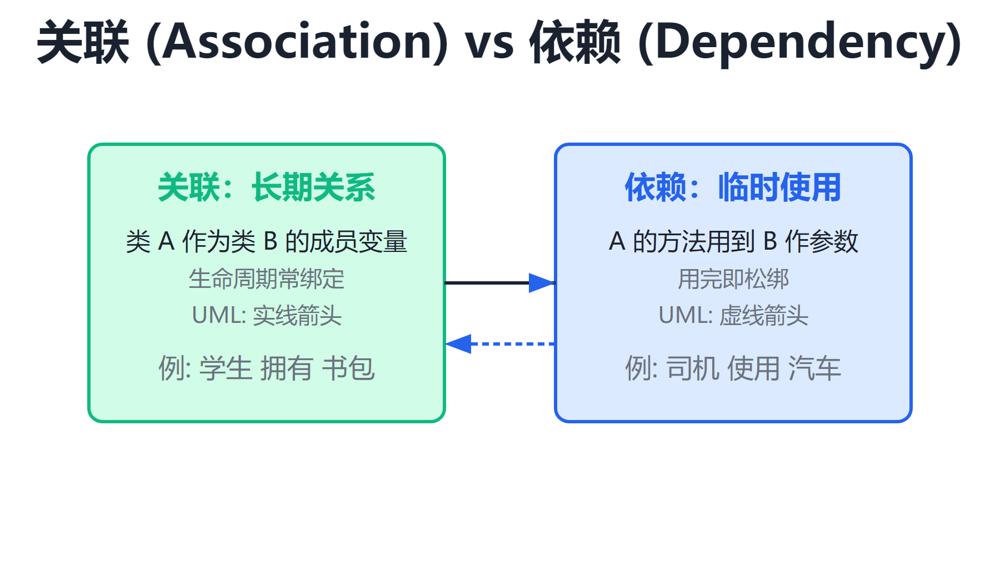 关联 (Association) vs 依赖 (Dependency)
关联：长期关系
类 A 作为类 B 的成员变量
生命周期常绑定
UML: 实线箭头
例: 学生 拥有 书包
依赖：临时使用
A 的方法用到 B 作参数
用完即松绑
UML: 虚线箭头
例: 司机 使用 汽车